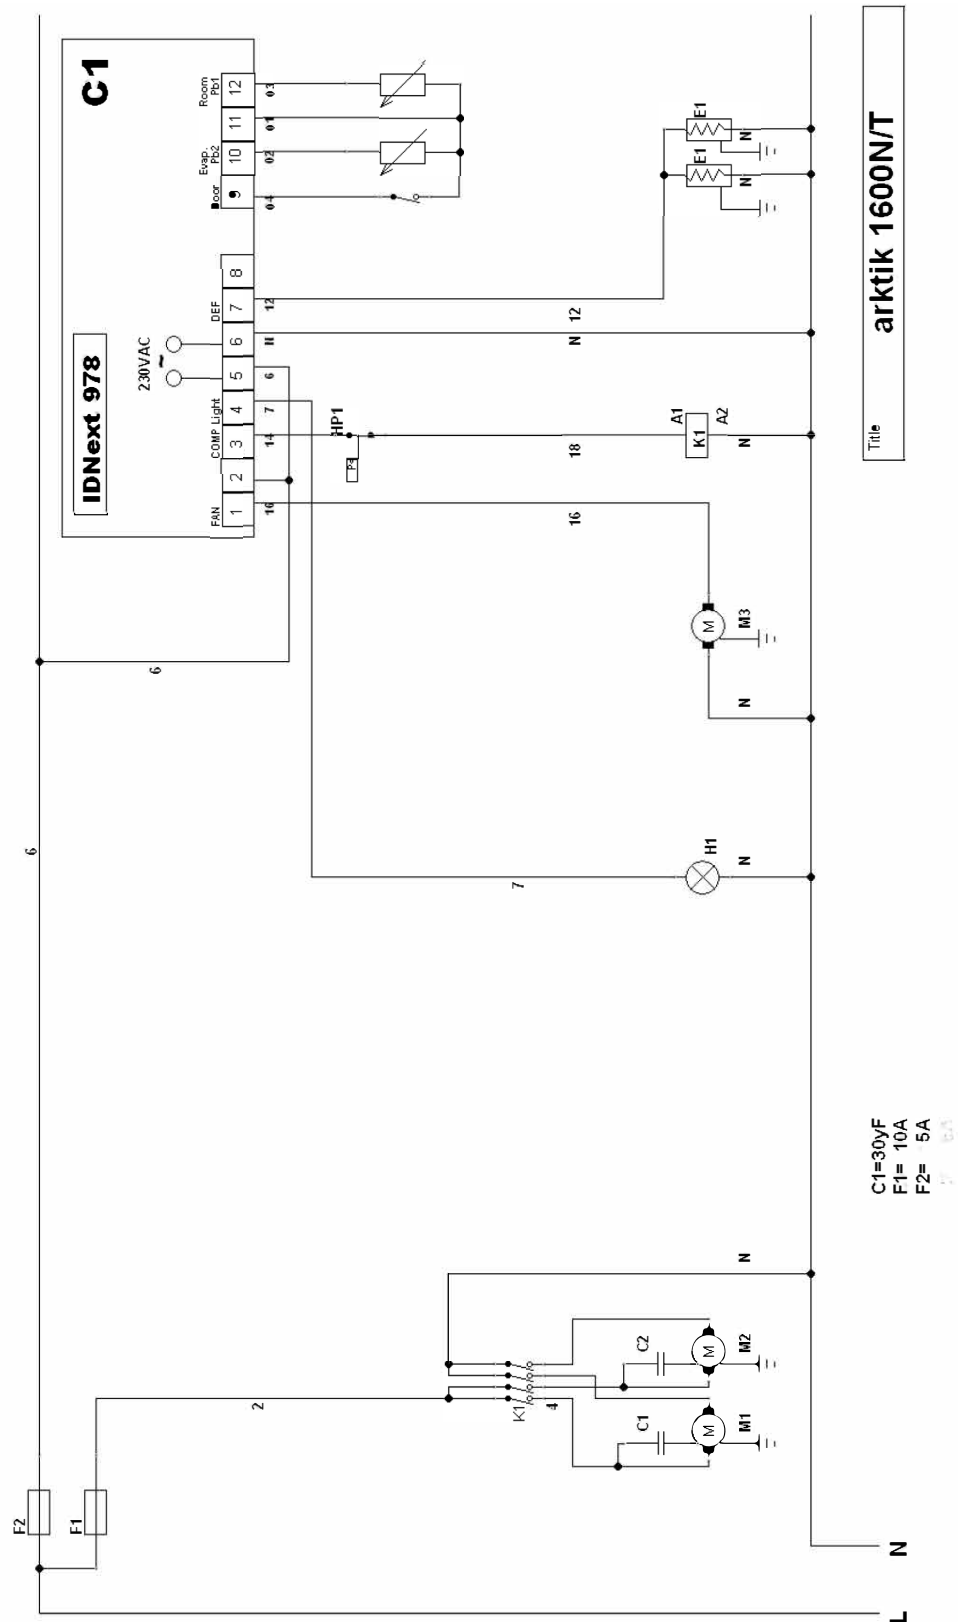 C1
IDNext 978
230VAC
~
FAN
COMP
Light
DEF
Door
Evap.
Pb2
Room
Pb1
1
2
3
4
5
6
7
8
9
10
11
12
16
14
7
6
N
12
04
02
01
03
HP1
6
6
16
18
N
12
7
A1
K1
A2
N
E1
N
E1
N
M
M3
N
H1
N
F2
F1
2
K1
4
N
C1
C2
M
M1
M
M2
L
N
C1=30yF
F1= 10A
F2= 5A
Title
arktik 1600N/T